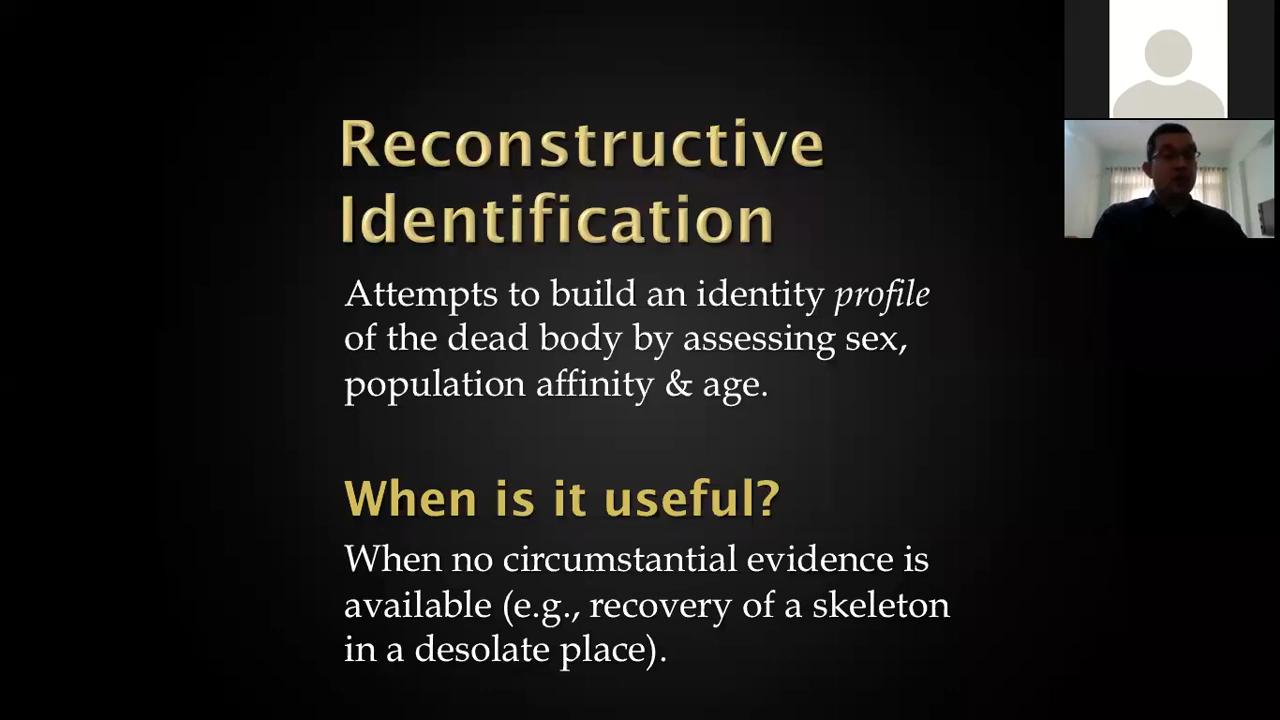 Reconstructive
Identification
Attempts to build an identity profile
of the dead body by assessing sex,
population affinity & age.
When is it useful?
When no circumstantial evidence is
available (e.g., recovery of a skeleton
in a desolate place).